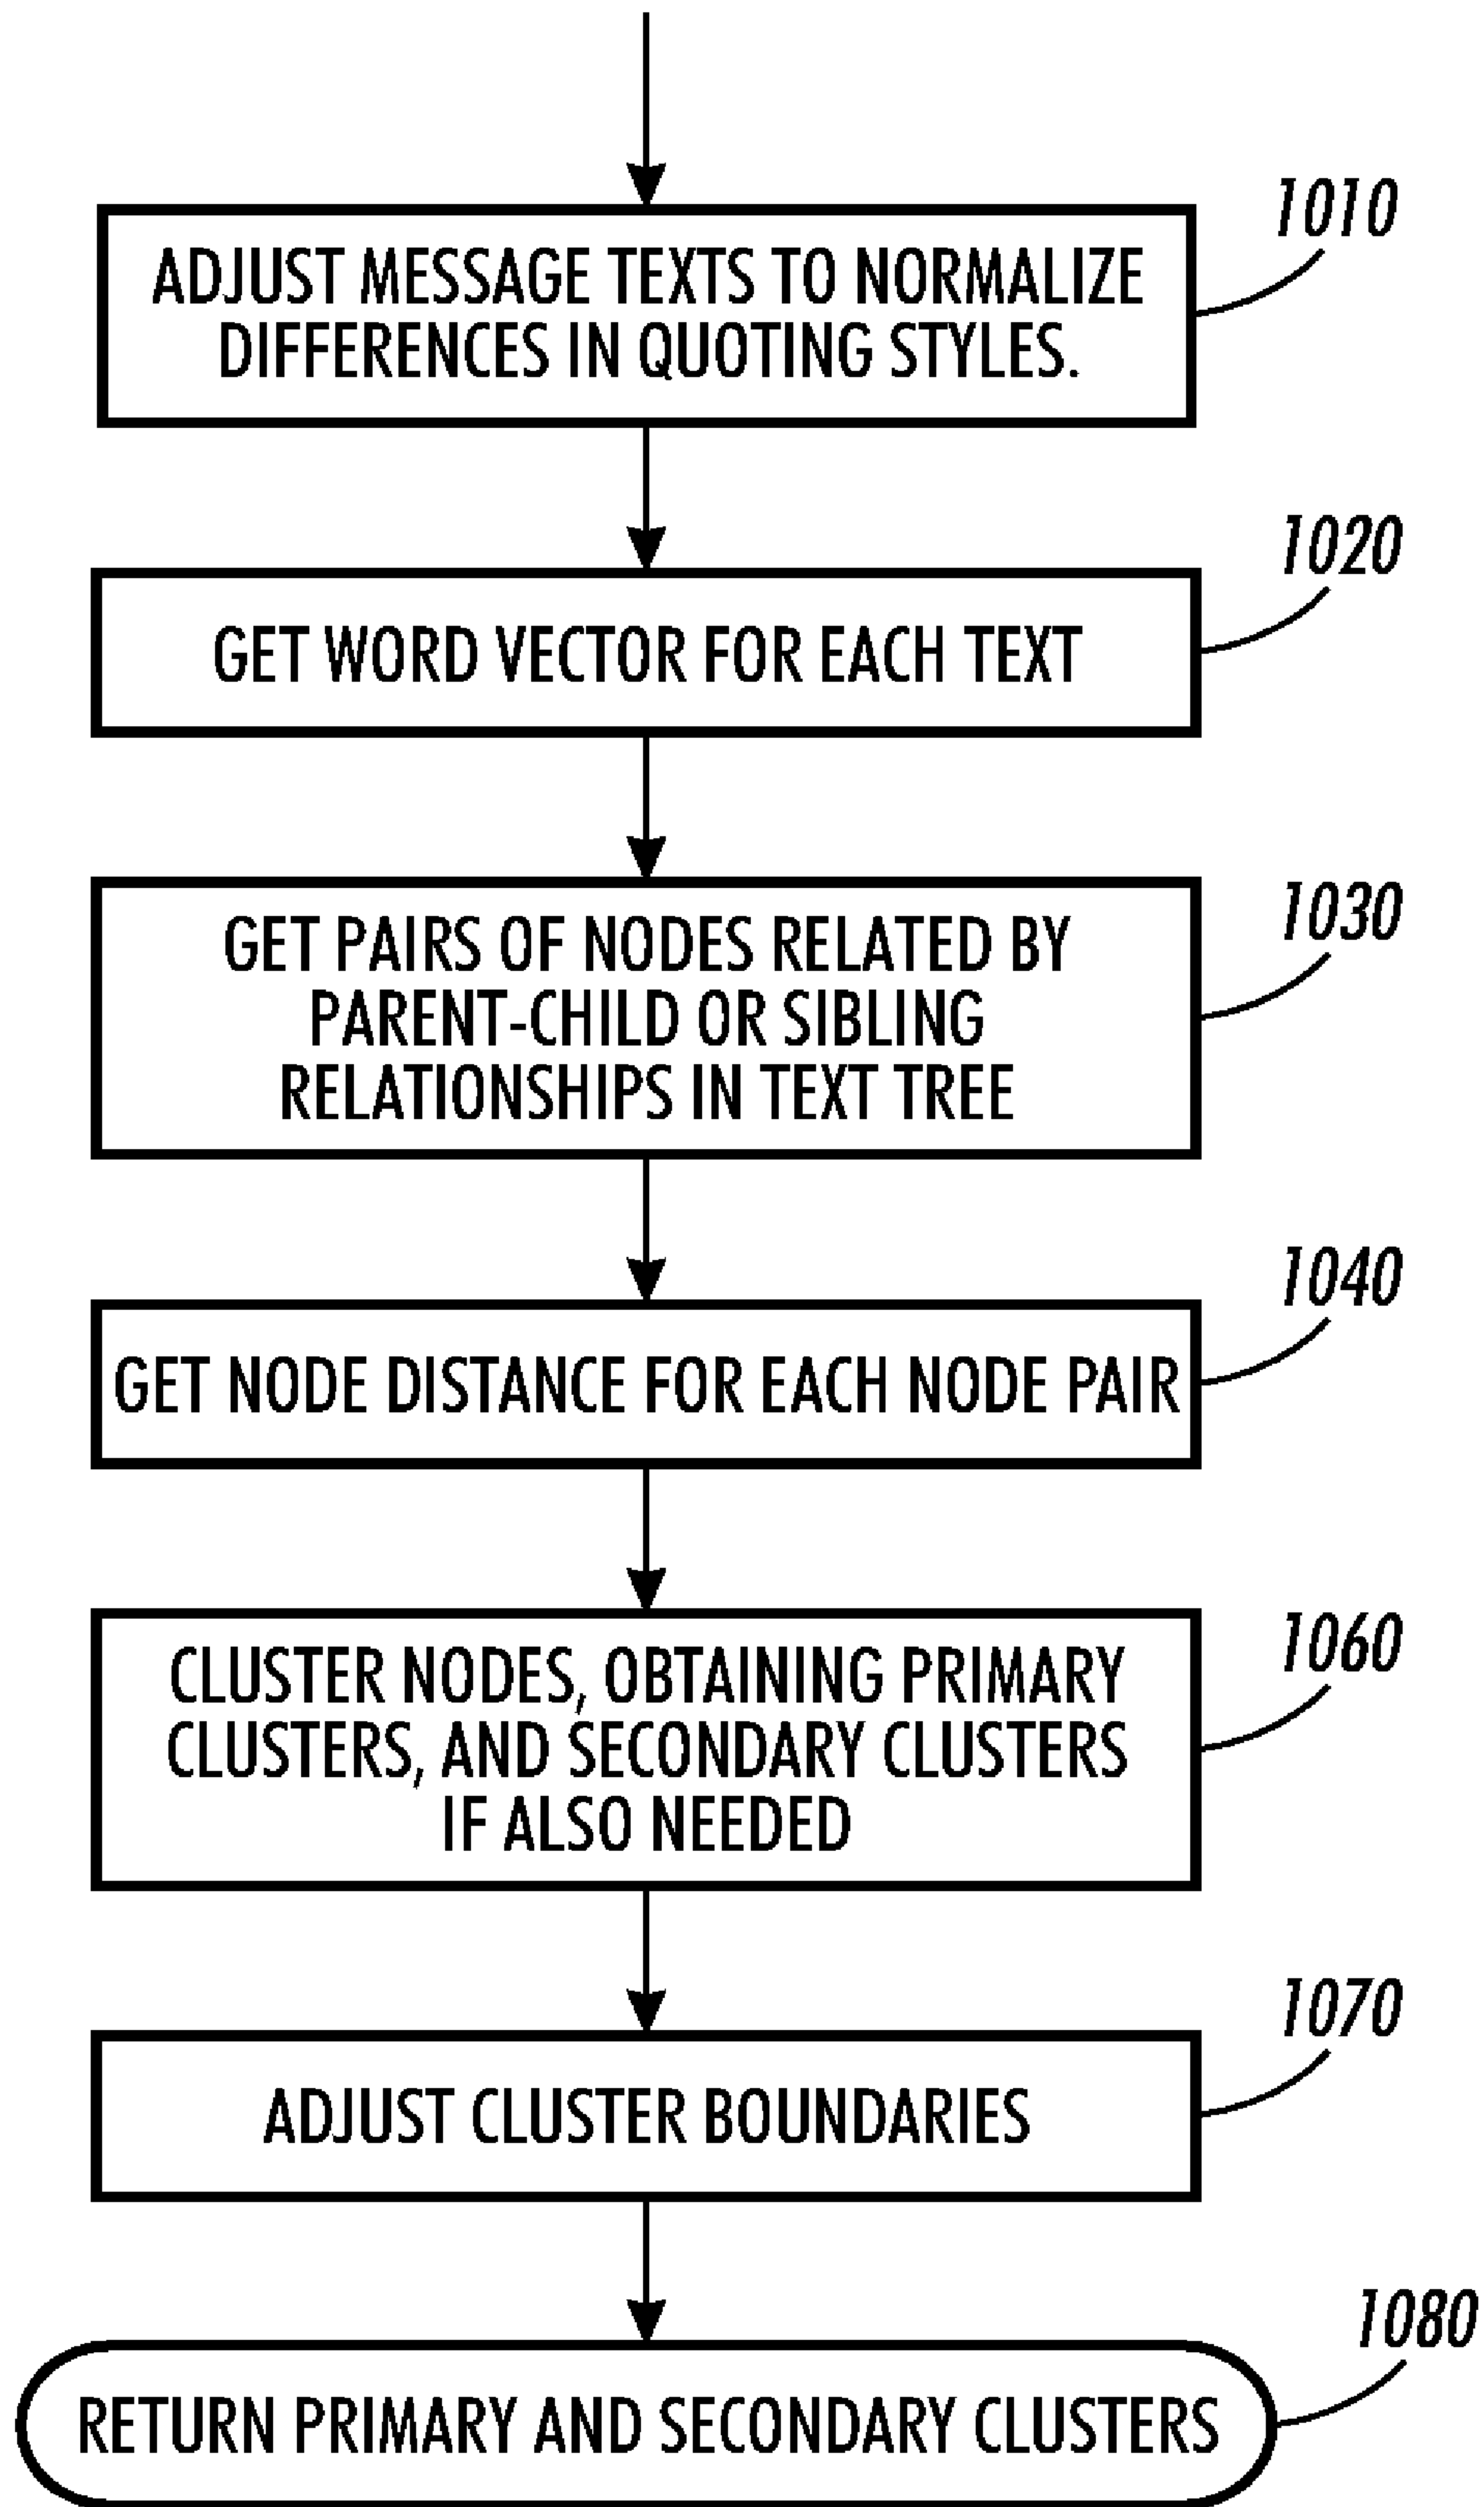 1010
ADJUST MESSAGE TEXTS TO NORMALIZE
DIFFERENCES IN QUOTING STYLES.
1020
GET WORD VECTOR FOR EACH TEXT
1030
GET PAIRS OF NODES RELATED BY
PARENT-CHILD OR SIBLING
RELATIONSHIPS IN TEXT TREE
1040
GET NODE DISTANCE FOR EACH NODE PAIR
1060
CLUSTER NODES, OBTAINING PRIMARY
CLUSTERS, AND SECONDARY CLUSTERS
IF ALSO NEEDED
1070
ADJUST CLUSTER BOUNDARIES
1080
RETURN PRIMARY AND SECONDARY CLUSTERS